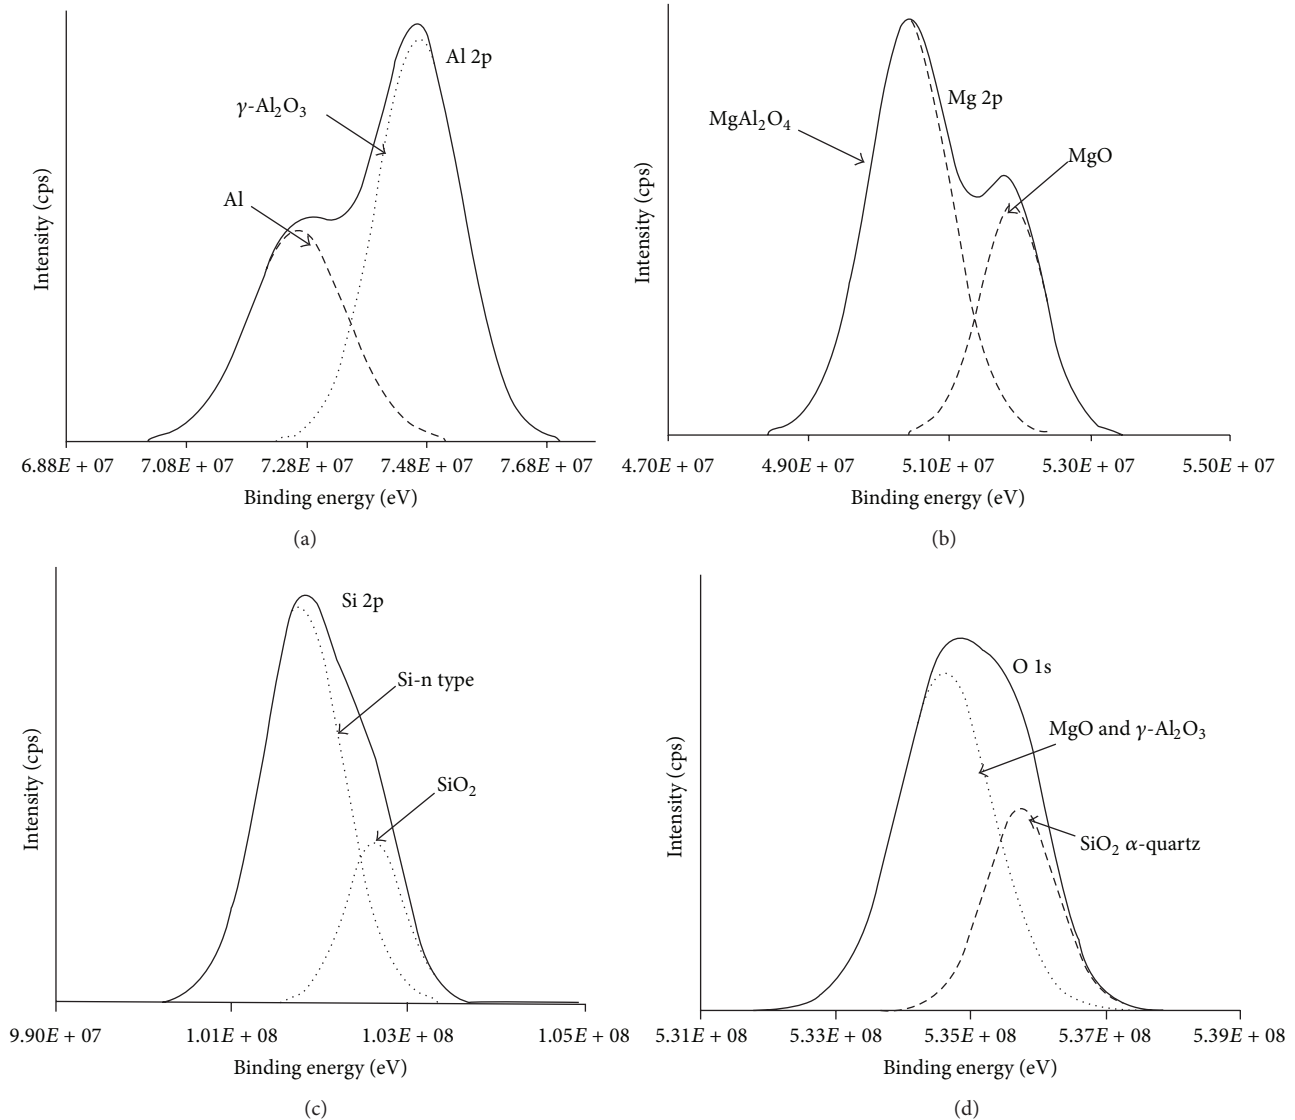 Intensity (cps)
Al 2p
γ-Al₂O₃
Al
6.88E + 07 7.08E + 07 7.28E + 07 7.48E + 07 7.68E + 07
Binding energy (eV)
(a)
Intensity (cps)
Mg 2p
MgAl₂O₄
MgO
4.70E + 07 4.90E + 07 5.10E + 07 5.30E + 07 5.50E + 07
Binding energy (eV)
(b)
Intensity (cps)
Si 2p
Si-n type
SiO₂
9.90E + 07 1.01E + 08 1.03E + 08 1.05E + 08
Binding energy (eV)
(c)
Intensity (cps)
O 1s
MgO and γ-Al₂O₃
SiO₂ α-quartz
5.31E + 08 5.33E + 08 5.35E + 08 5.37E + 08 5.39E + 08
Binding energy (eV)
(d)